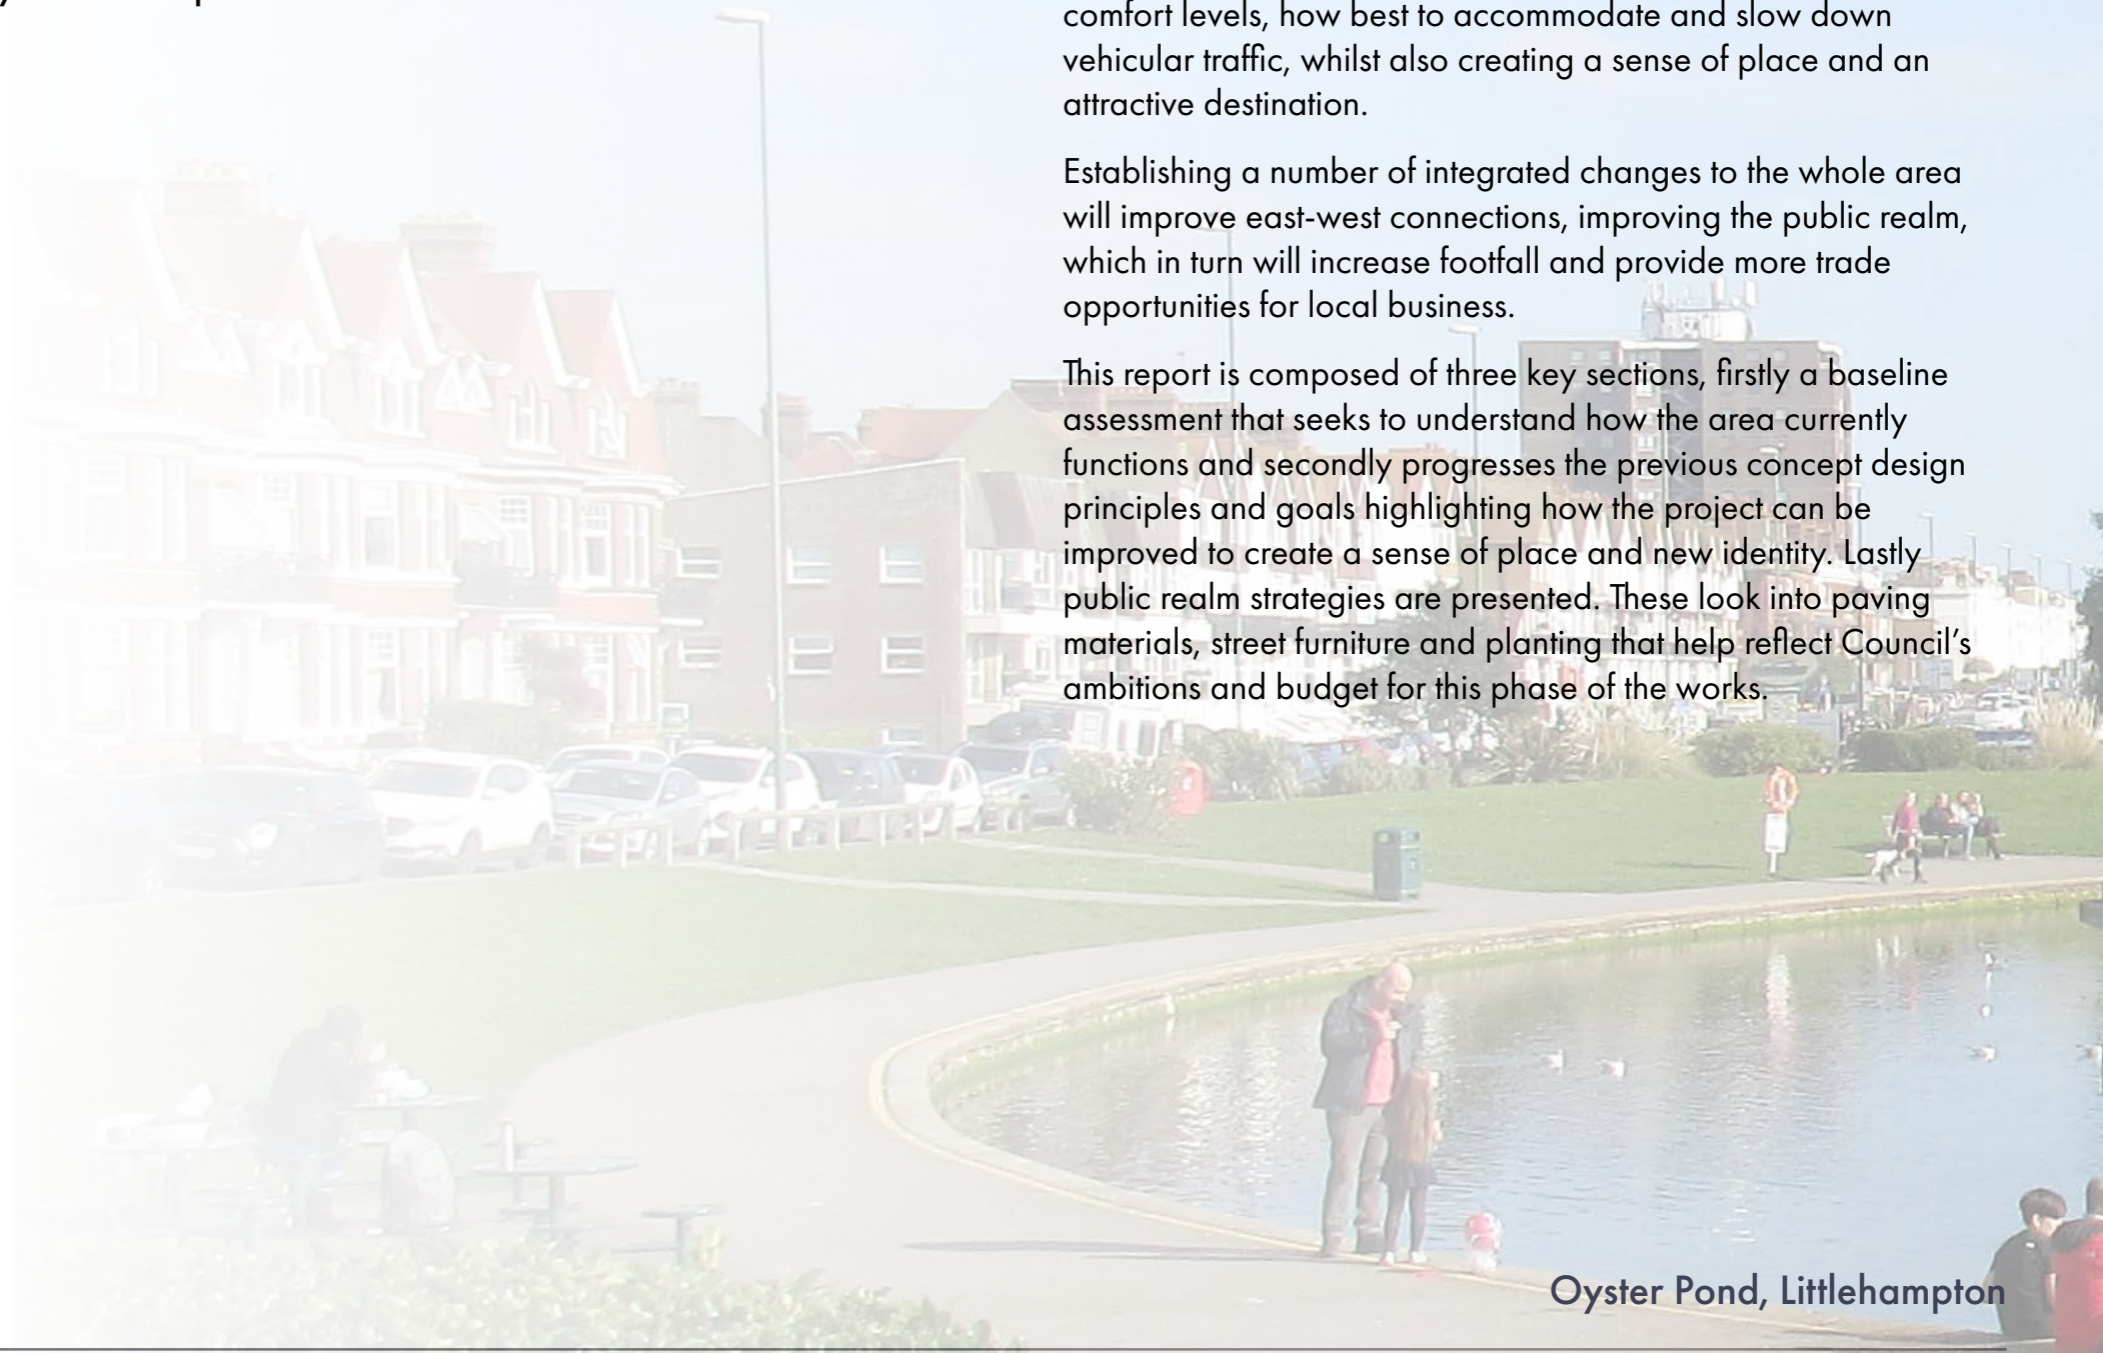 comfort levels, how best to accommodate and slow down
vehicular traffic, whilst also creating a sense of place and an
attractive destination.
Establishing a number of integrated changes to the whole area
will improve east-west connections, improving the public realm,
which in turn will increase footfall and provide more trade
opportunities for local business.
This report is composed of three key sections, firstly a baseline
assessment that seeks to understand how the area currently
functions and secondly progresses the previous concept design
principles and goals highlighting how the project can be
improved to create a sense of place and new identity. Lastly
public realm strategies are presented. These look into paving
materials, street furniture and planting that help reflect Council’s
ambitions and budget for this phase of the works.
Oyster Pond, Littlehampton